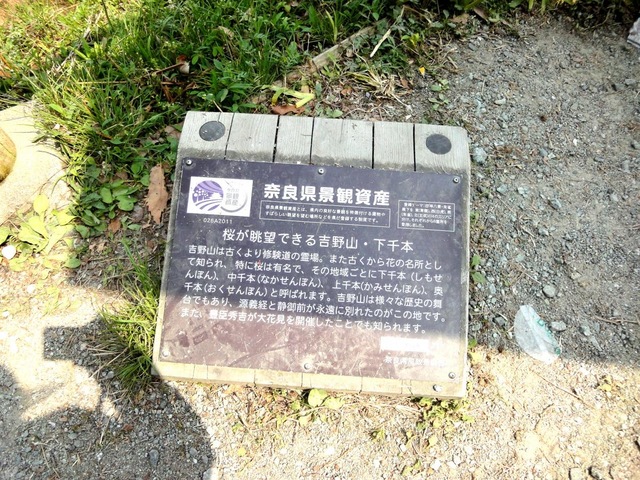 奈良県景観資産
026A2011
桜が眺望できる吉野山・下千本
吉野山は古くより修験道の霊場。また古くから花の名所とし
て知られ、特に桜は有名で、その地域ごとに下千本（しもせ
んぼん）、中千本（なかせんぼん）、上千本(かみせんぼん)、奥
千本(おくせんぼん）と呼ばれます。吉野山は様々な歴史の舞
台でもあり、源義経と静御前が永遠に別れたのがこの地です。
また、豊臣秀吉が大花見を開催したことでも知られます。